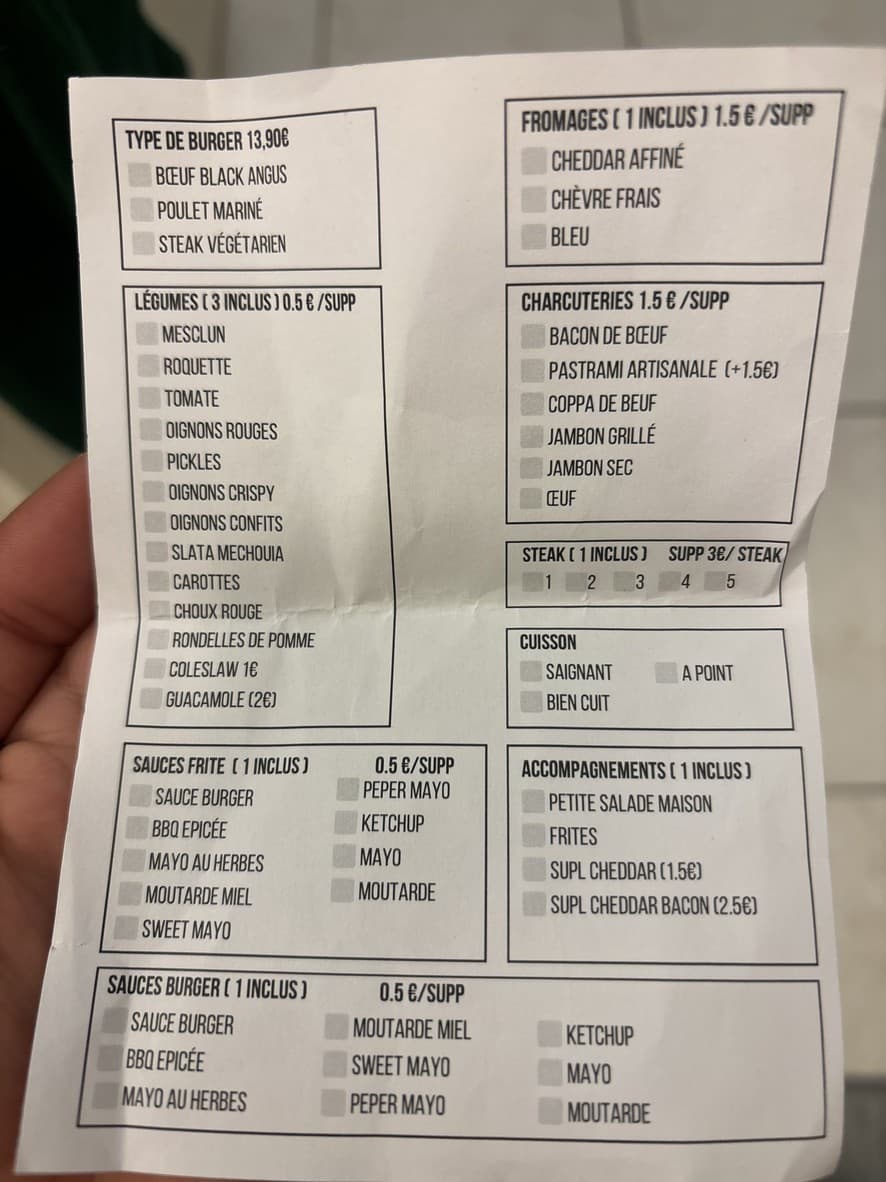 TYPE DE BURGER 13,90€
BŒUF BLACK ANGUS
POULET MARINÉ
STEAK VÉGÉTARIEN
FROMAGES ( 1 INCLUS ) 1.5 € /SUPP
CHEDDAR AFFINÉ
CHÈVRE FRAIS
BLEU
LÉGUMES ( 3 INCLUS ) 0.5 € /SUPP
MESCLUN
ROQUETTE
TOMATE
OIGNONS ROUGES
PICKLES
OIGNONS CRISPY
OIGNONS CONFITS
SLATA MECHOUIA
CAROTTES
CHOUX ROUGE
RONDELLES DE POMME
COLESLAW 1€
GUACAMOLE (2€)
CHARCUTERIES 1.5 € /SUPP
BACON DE BŒUF
PASTRAMI ARTISANALE (+1.5€)
COPPA DE BEUF
JAMBON GRILLÉ
JAMBON SEC
ŒUF
STEAK ( 1 INCLUS ) SUPP 3€/ STEAK
1 2 3 4 5
CUISSON
SAIGNANT A POINT
BIEN CUIT
SAUCES FRITE ( 1 INCLUS ) 0.5 €/SUPP
SAUCE BURGER PEPER MAYO
BBQ EPICÉE KETCHUP
MAYO AU HERBES MAYO
MOUTARDE MIEL MOUTARDE
SWEET MAYO
ACCOMPAGNEMENTS ( 1 INCLUS )
PETITE SALADE MAISON
FRITES
SUPL CHEDDAR (1.5€)
SUPL CHEDDAR BACON (2.5€)
SAUCES BURGER ( 1 INCLUS ) 0.5 €/SUPP
SAUCE BURGER MOUTARDE MIEL KETCHUP
BBQ EPICÉE SWEET MAYO MAYO
MAYO AU HERBES PEPER MAYO MOUTARDE